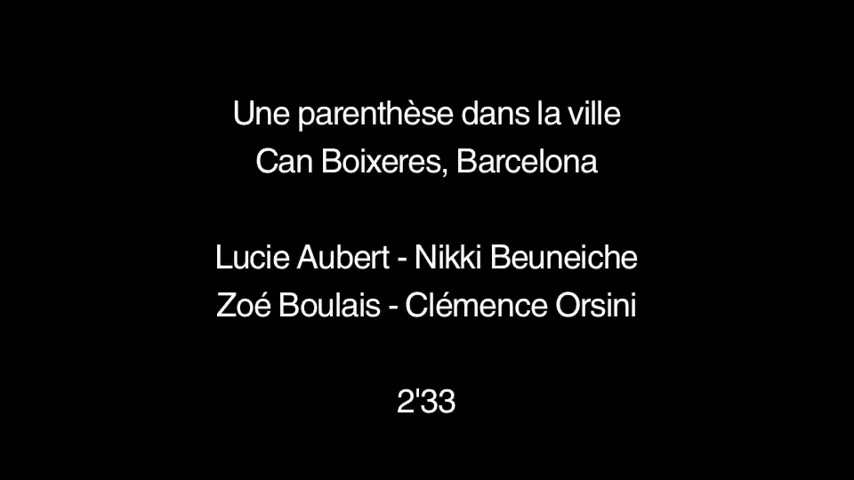 Une parenthèse dans la ville
Can Boixeres, Barcelona
Lucie Aubert - Nikki Beuneiche
Zoé Boulais - Clémence Orsini
2'33